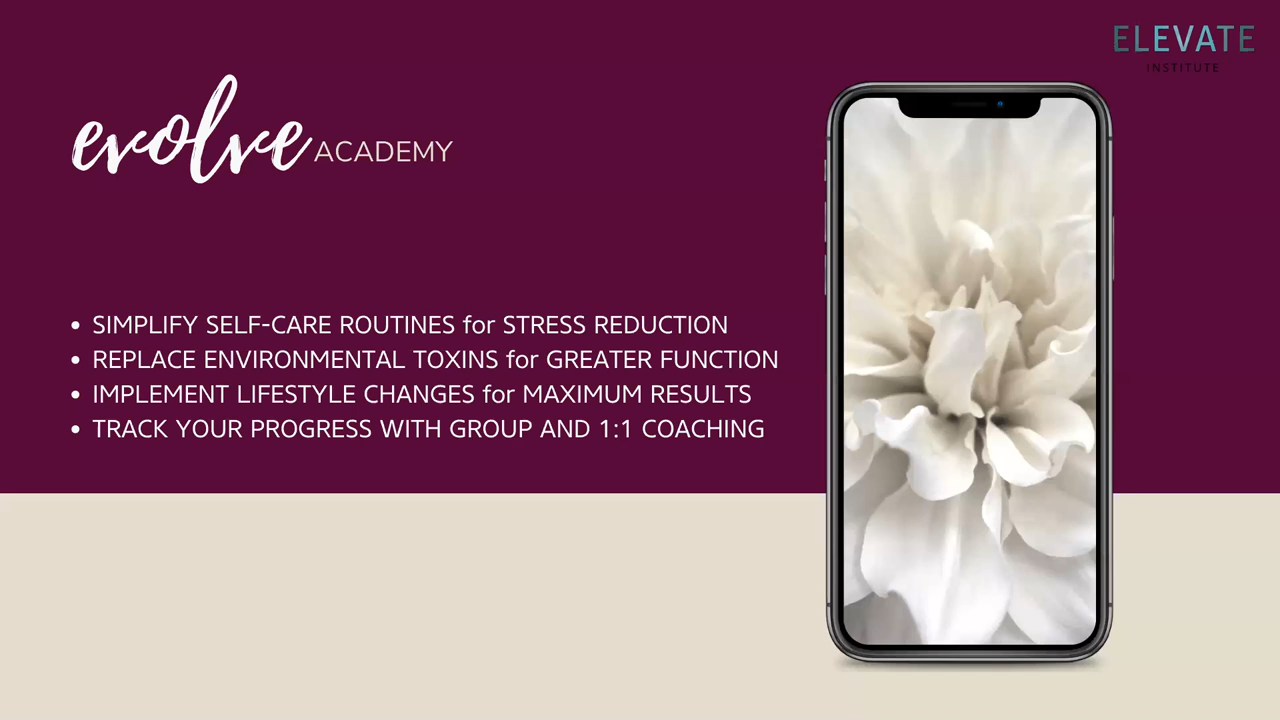 ELEVATE
INSTITUTE
evolve ACADEMY
• SIMPLIFY SELF-CARE ROUTINES for STRESS REDUCTION
• REPLACE ENVIRONMENTAL TOXINS for GREATER FUNCTION
• IMPLEMENT LIFESTYLE CHANGES for MAXIMUM RESULTS
• TRACK YOUR PROGRESS WITH GROUP AND 1:1 COACHING